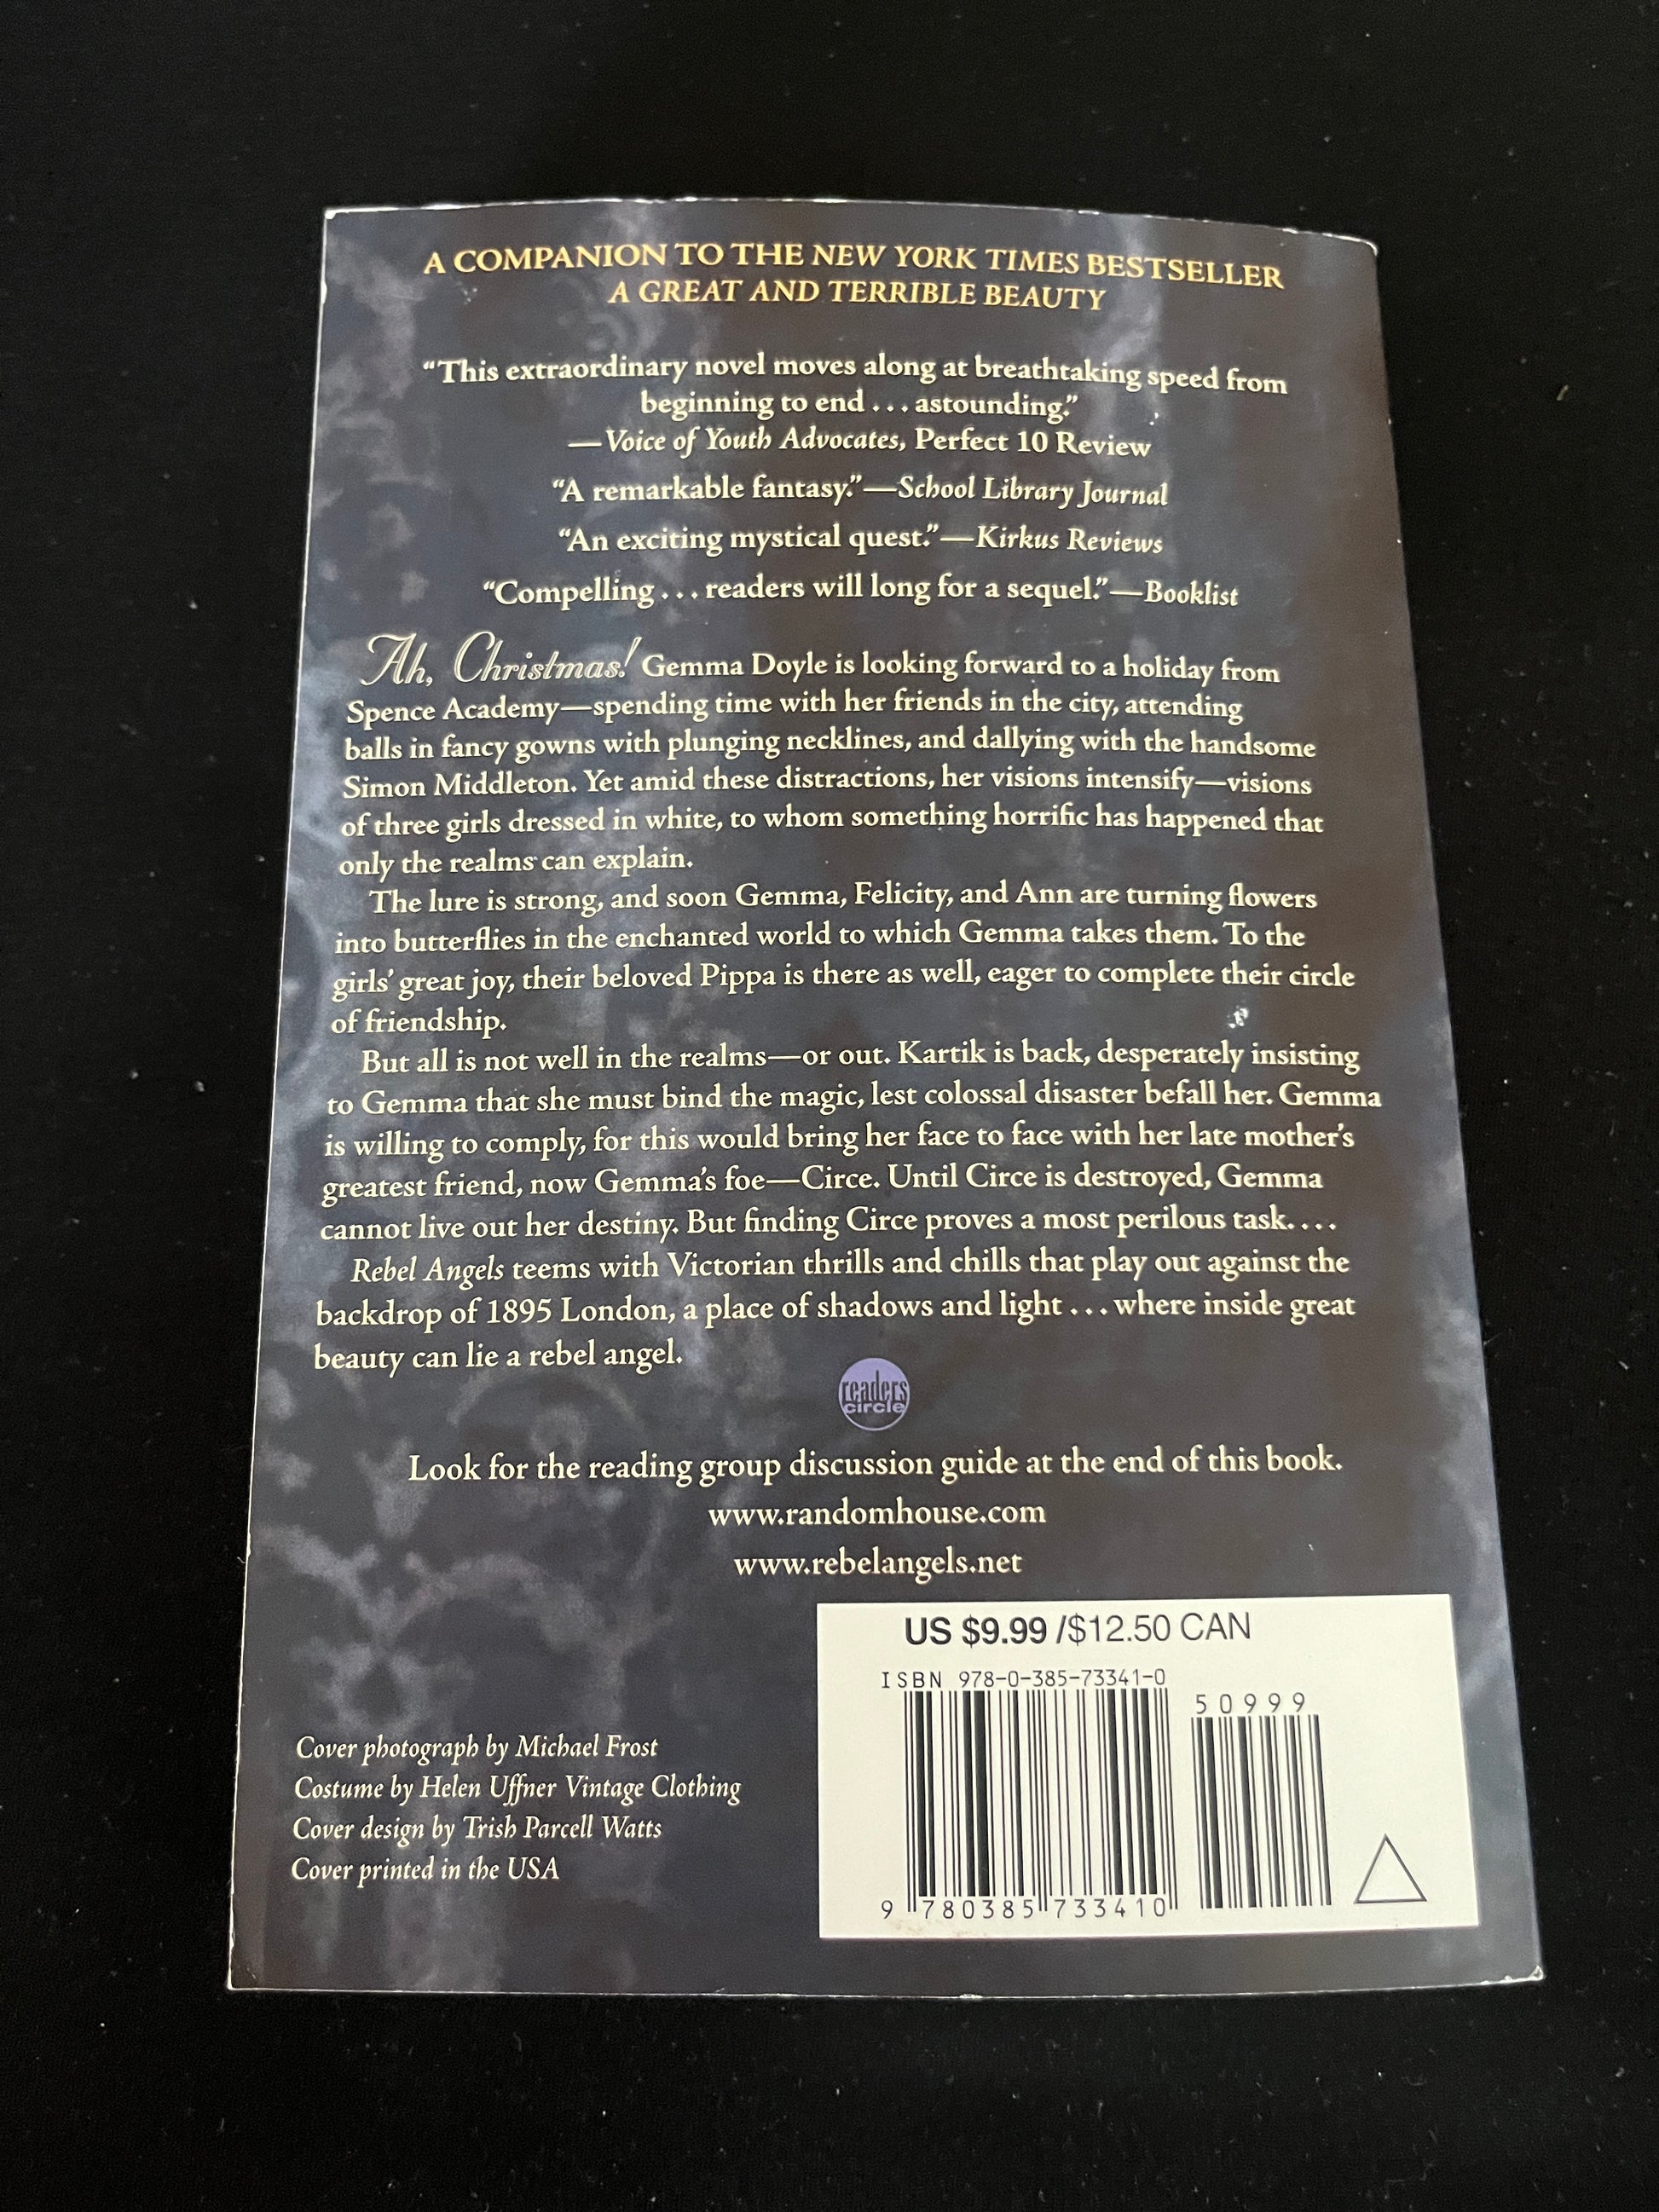 A COMPANION TO THE NEW YORK TIMES BESTSELLER
A GREAT AND TERRIBLE BEAUTY
“This extraordinary novel moves along at breathtaking speed from
beginning to end . . . astounding.”
—Voice of Youth Advocates, Perfect 10 Review
“A remarkable fantasy.”—School Library Journal
“An exciting mystical quest.”—Kirkus Reviews
“Compelling . . . readers will long for a sequel.”—Booklist
Ah, Christmas! Gemma Doyle is looking forward to a holiday from
Spence Academy—spending time with her friends in the city, attending
balls in fancy gowns with plunging necklines, and dallying with the handsome
Simon Middleton. Yet amid these distractions, her visions intensify—visions
of three girls dressed in white, to whom something horrific has happened that
only the realms can explain.
The lure is strong, and soon Gemma, Felicity, and Ann are turning flowers
into butterflies in the enchanted world to which Gemma takes them. To the
girls’ great joy, their beloved Pippa is there as well, eager to complete their circle
of friendship.
But all is not well in the realms—or out. Kartik is back, desperately insisting
to Gemma that she must bind the magic, lest colossal disaster befall her. Gemma
is willing to comply, for this would bring her face to face with her late mother’s
greatest friend, now Gemma’s foe—Circe. Until Circe is destroyed, Gemma
cannot live out her destiny. But finding Circe proves a most perilous task. . . .
Rebel Angels teems with Victorian thrills and chills that play out against the
backdrop of 1895 London, a place of shadows and light . . . where inside great
beauty can lie a rebel angel.
readers
circle
Look for the reading group discussion guide at the end of this book.
www.randomhouse.com
www.rebelangels.net
US $9.99 /$12.50 CAN
ISBN 978-0-385-73341-0
50999
9 780385 733410
Cover photograph by Michael Frost
Costume by Helen Uffner Vintage Clothing
Cover design by Trish Parcell Watts
Cover printed in the USA